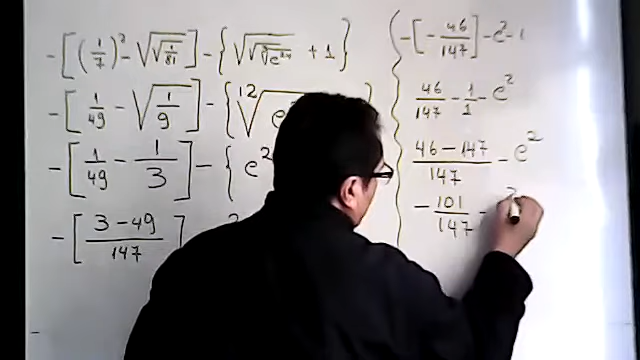 -[(1/7)² - √√(1/81)] - {√√∛e²⁴ + 1}
-[1/49 - √(1/9)] - {¹²√e
-[1/49 - 1/3] - {e²
-[(3 - 49)/147]
-[-46/147] - e² - 1
46/147 - 1/1 - e²
(46 - 147)/147 - e²
-101/147 -